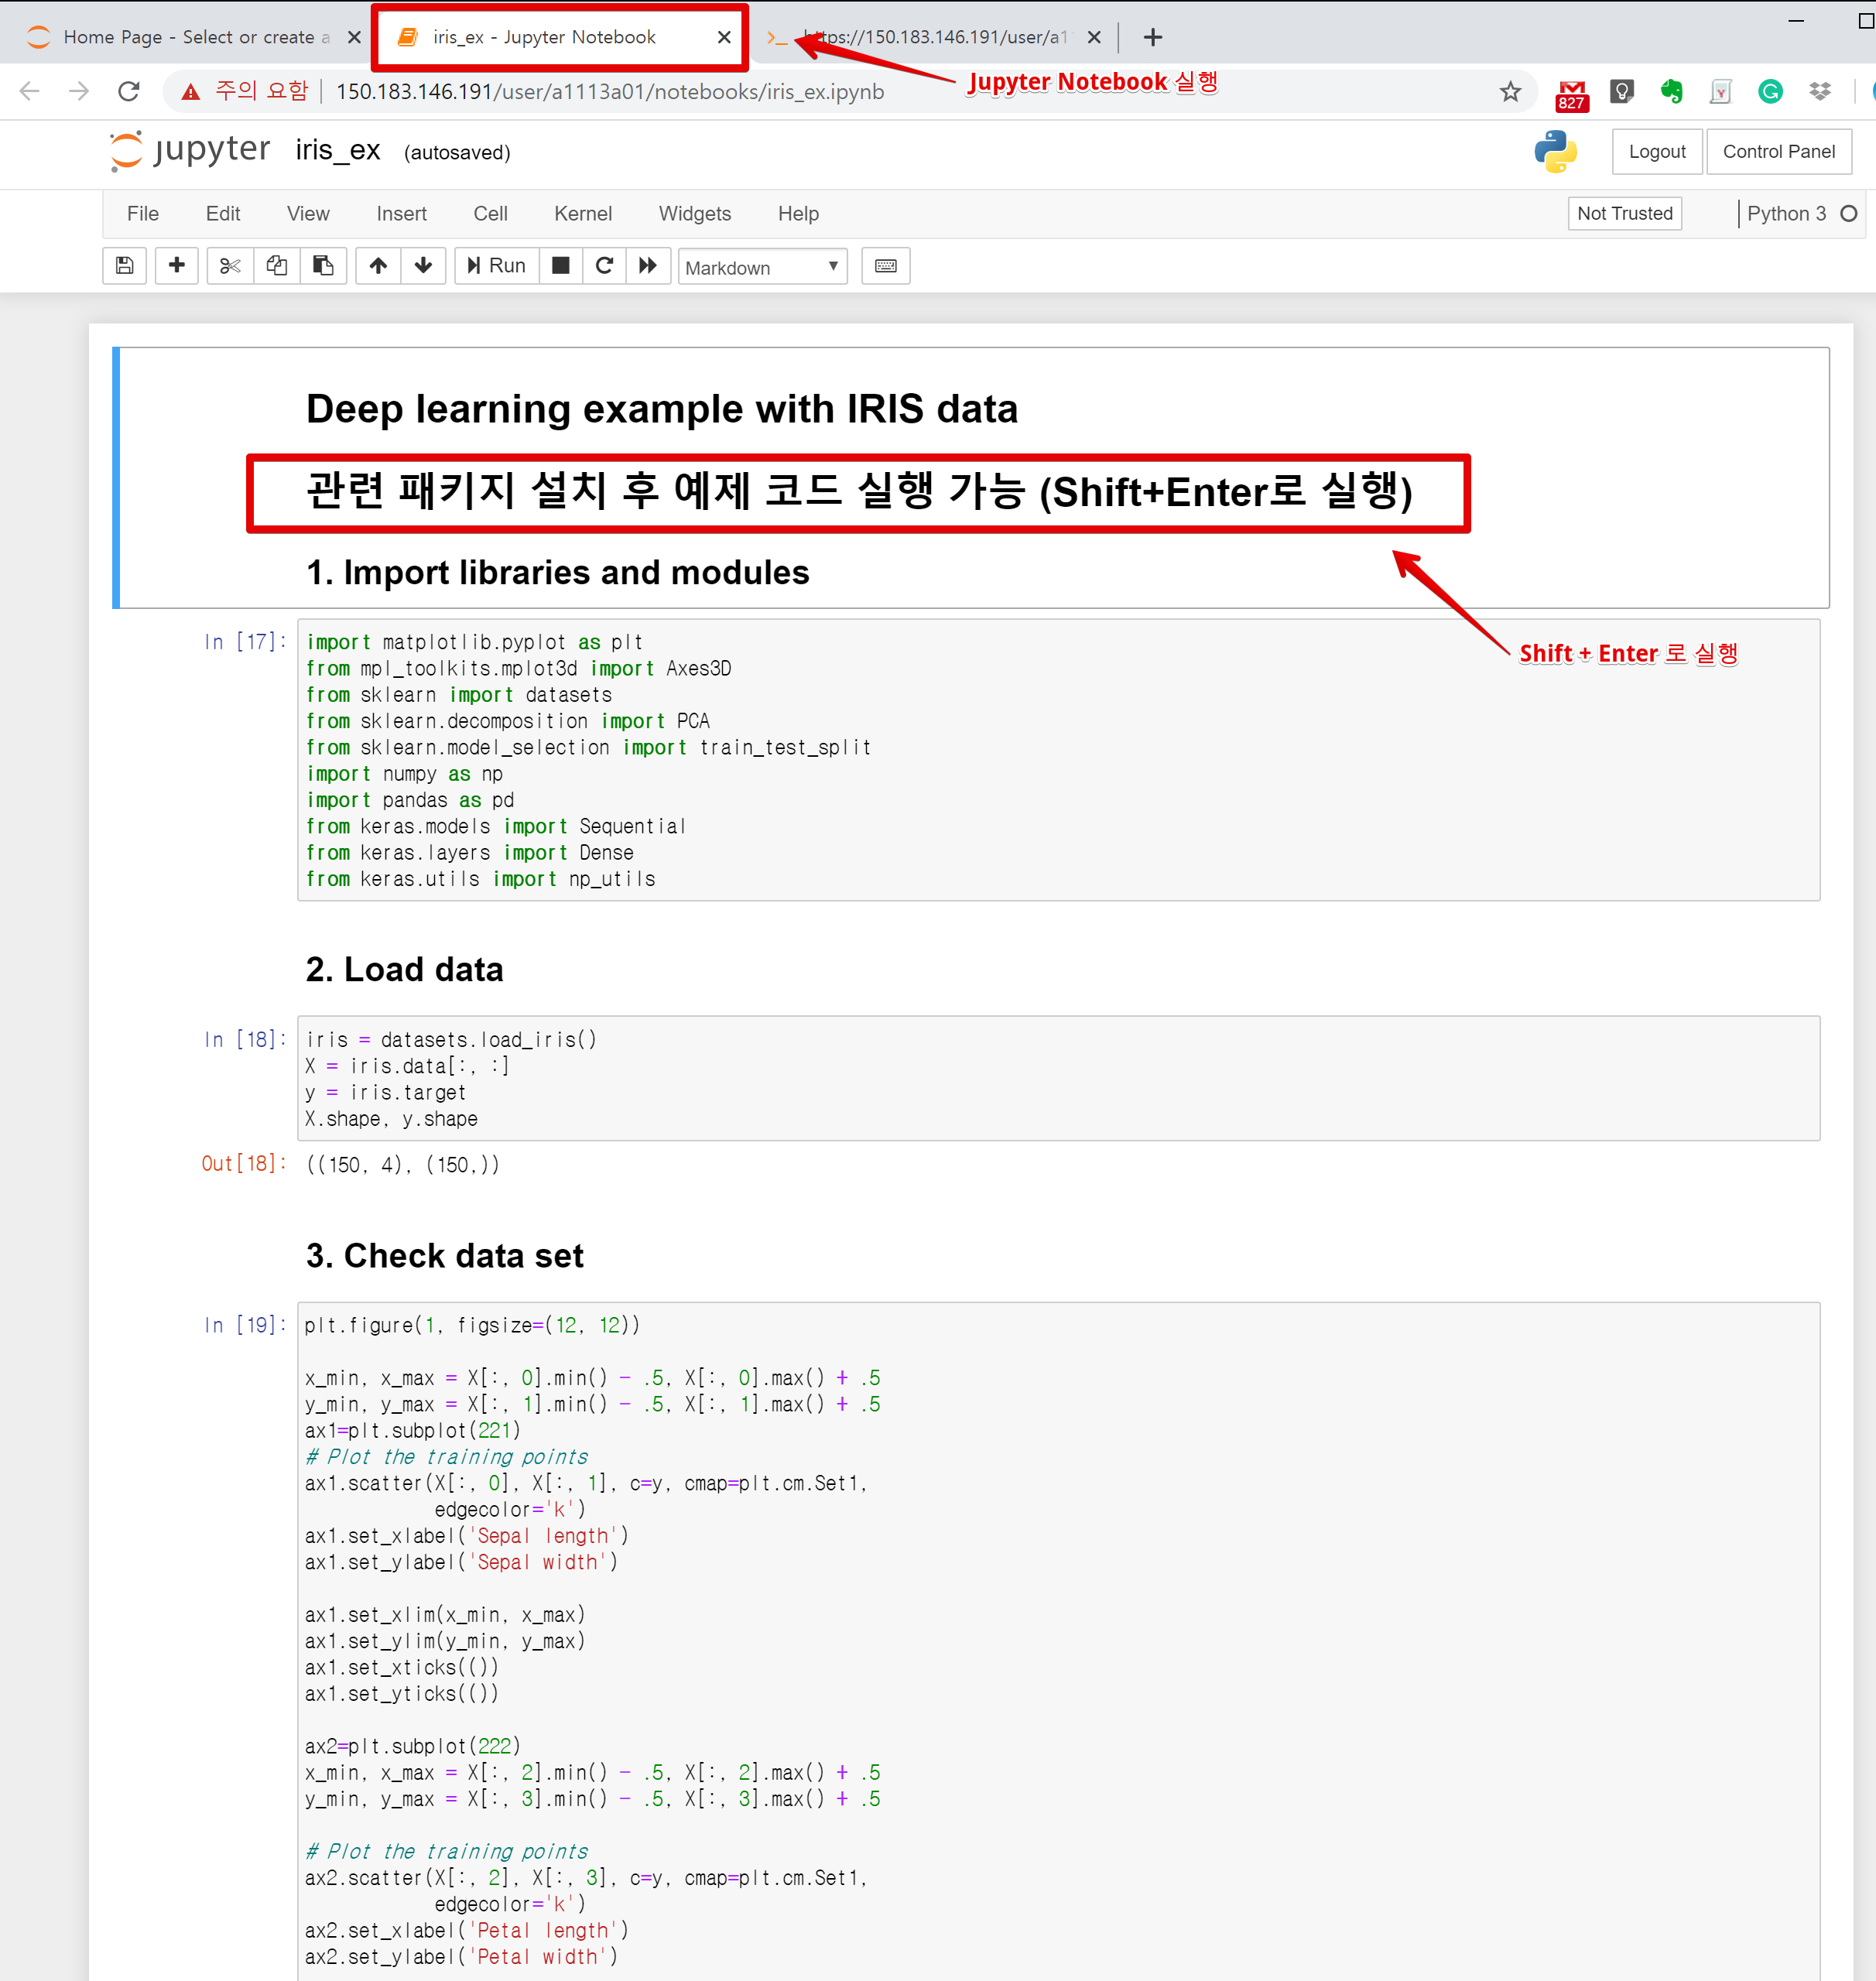 Home Page - Select or create a
iris_ex - Jupyter Notebook
https://150.183.146.191/user/a1
주의 요함
150.183.146.191/user/a1113a01/notebooks/iris_ex.ipynb
Jupyter Notebook 실행
827
jupyter iris_ex (autosaved)
Logout
Control Panel
File Edit View Insert Cell Kernel Widgets Help
Not Trusted
Python 3
Run
Markdown
Deep learning example with IRIS data
관련 패키지 설치 후 예제 코드 실행 가능 (Shift+Enter로 실행)
1. Import libraries and modules
Shift + Enter 로 실행
In [17]:
import matplotlib.pyplot as plt
from mpl_toolkits.mplot3d import Axes3D
from sklearn import datasets
from sklearn.decomposition import PCA
from sklearn.model_selection import train_test_split
import numpy as np
import pandas as pd
from keras.models import Sequential
from keras.layers import Dense
from keras.utils import np_utils
2. Load data
In [18]:
iris = datasets.load_iris()
X = iris.data[:, :]
y = iris.target
X.shape, y.shape
Out[18]: ((150, 4), (150,))
3. Check data set
In [19]:
plt.figure(1, figsize=(12, 12))
x_min, x_max = X[:, 0].min() - .5, X[:, 0].max() + .5
y_min, y_max = X[:, 1].min() - .5, X[:, 1].max() + .5
ax1=plt.subplot(221)
# Plot the training points
ax1.scatter(X[:, 0], X[:, 1], c=y, cmap=plt.cm.Set1,
edgecolor='k')
ax1.set_xlabel('Sepal length')
ax1.set_ylabel('Sepal width')
ax1.set_xlim(x_min, x_max)
ax1.set_ylim(y_min, y_max)
ax1.set_xticks(())
ax1.set_yticks(())
ax2=plt.subplot(222)
x_min, x_max = X[:, 2].min() - .5, X[:, 2].max() + .5
y_min, y_max = X[:, 3].min() - .5, X[:, 3].max() + .5
# Plot the training points
ax2.scatter(X[:, 2], X[:, 3], c=y, cmap=plt.cm.Set1,
edgecolor='k')
ax2.set_xlabel('Petal length')
ax2.set_ylabel('Petal width')